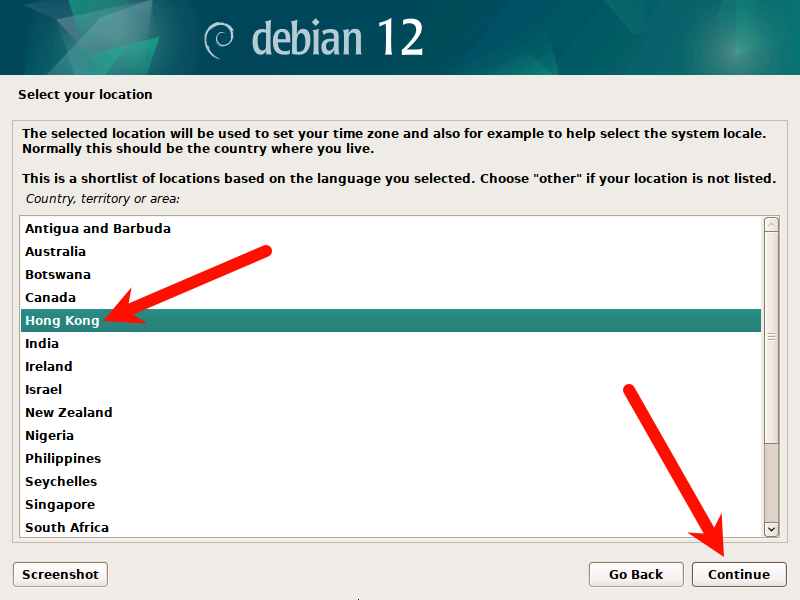 debian 12
Select your location
The selected location will be used to set your time zone and also for example to help select the system locale.
Normally this should be the country where you live.
This is a shortlist of locations based on the language you selected. Choose "other" if your location is not listed.
Country, territory or area:
Antigua and Barbuda
Australia
Botswana
Canada
Hong Kong
India
Ireland
Israel
New Zealand
Nigeria
Philippines
Seychelles
Singapore
South Africa
Screenshot
Go Back
Continue